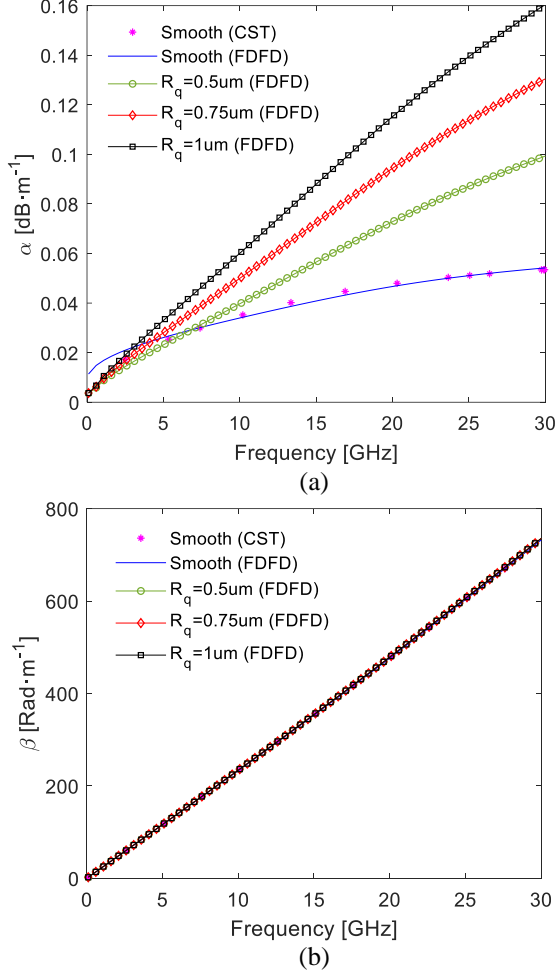 0.16
0.14
0.12
0.1
0.08
0.06
0.04
0.02
0
α [dB·m-1]
Smooth (CST)
Smooth (FDFD)
Rq=0.5um (FDFD)
Rq=0.75um (FDFD)
Rq=1um (FDFD)
0 5 10 15 20 25 30
Frequency [GHz]
(a)
800
600
400
200
0
β [Rad·m-1]
Smooth (CST)
Smooth (FDFD)
Rq=0.5um (FDFD)
Rq=0.75um (FDFD)
Rq=1um (FDFD)
0 5 10 15 20 25 30
Frequency [GHz]
(b)